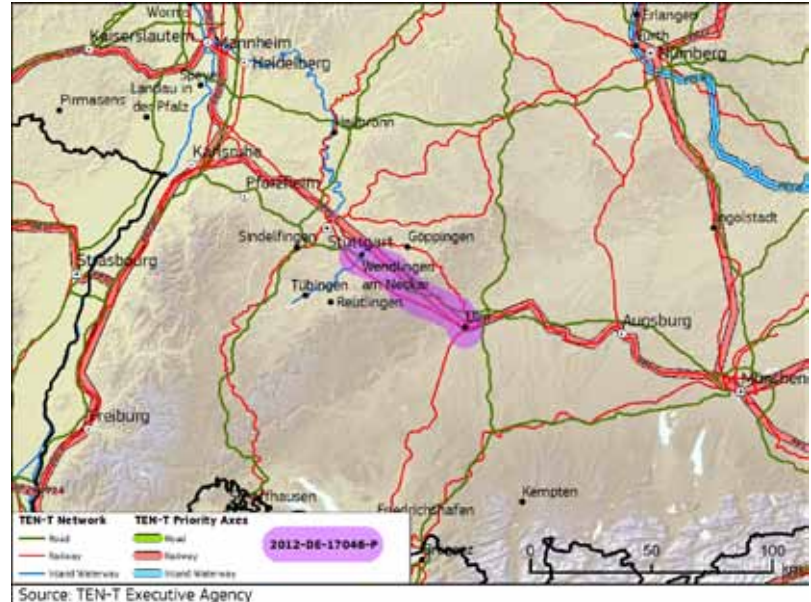 Worms
Erlangen
Kaiserslautern
Mannheim
Fürth
Nürnberg
Heidelberg
Speyer
Landau in
der Pfalz
Pirmasens
Heilbronn
Karlsruhe
Pforzheim
Ingolstadt
Sindelfingen
Stuttgart
Göppingen
Strasbourg
Wendlingen
am Neckar
Tübingen
Reutlingen
Ulm
Augsburg
München
Freiburg
Kempten
Friedrichshafen
TEN-T Network
TEN-T Priority Axes
2012-DE-17046-P
Road
Road
Railway
Railway
Inland Waterway
Inland Waterway
0 50 100
Kms
Source: TEN-T Executive Agency